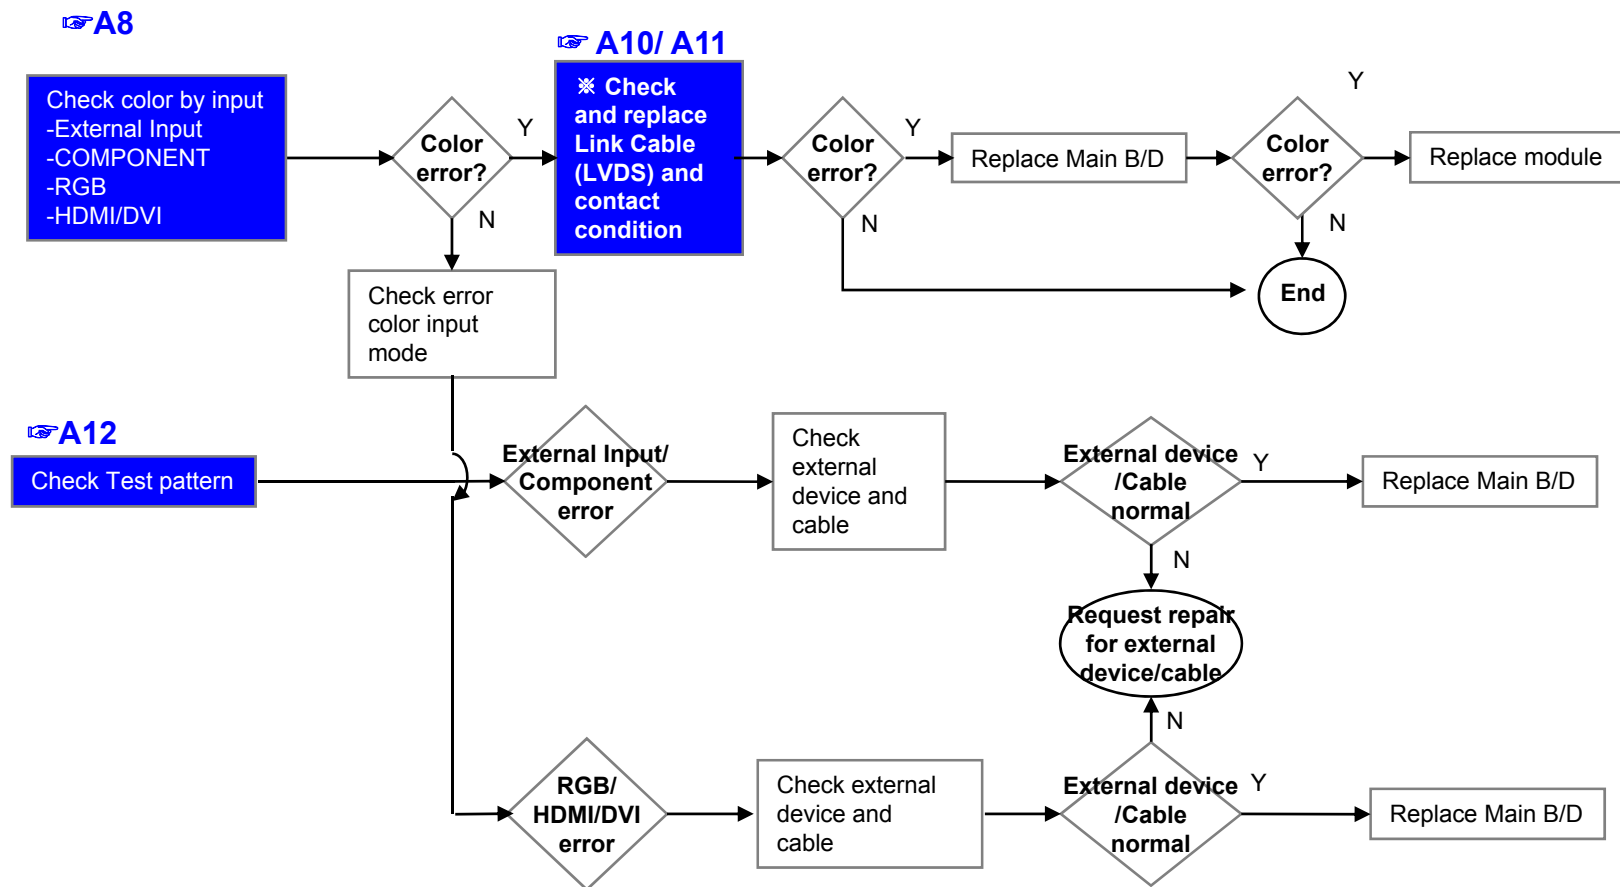 ☞A8
☞ A10/ A11
Check color by input
-External Input
-COMPONENT
-RGB
-HDMI/DVI
Color
error?
Y
N
※ Check
and replace
Link Cable
(LVDS) and
contact
condition
Color
error?
Y
N
Replace Main B/D
Color
error?
Y
N
Replace module
End
Check error
color input
mode
☞A12
Check Test pattern
External Input/
Component
error
Check
external
device and
cable
External device
/Cable
normal
Y
N
Replace Main B/D
Request repair
for external
device/cable
N
RGB/
HDMI/DVI
error
Check external
device and
cable
External device
/Cable
normal
Y
Replace Main B/D